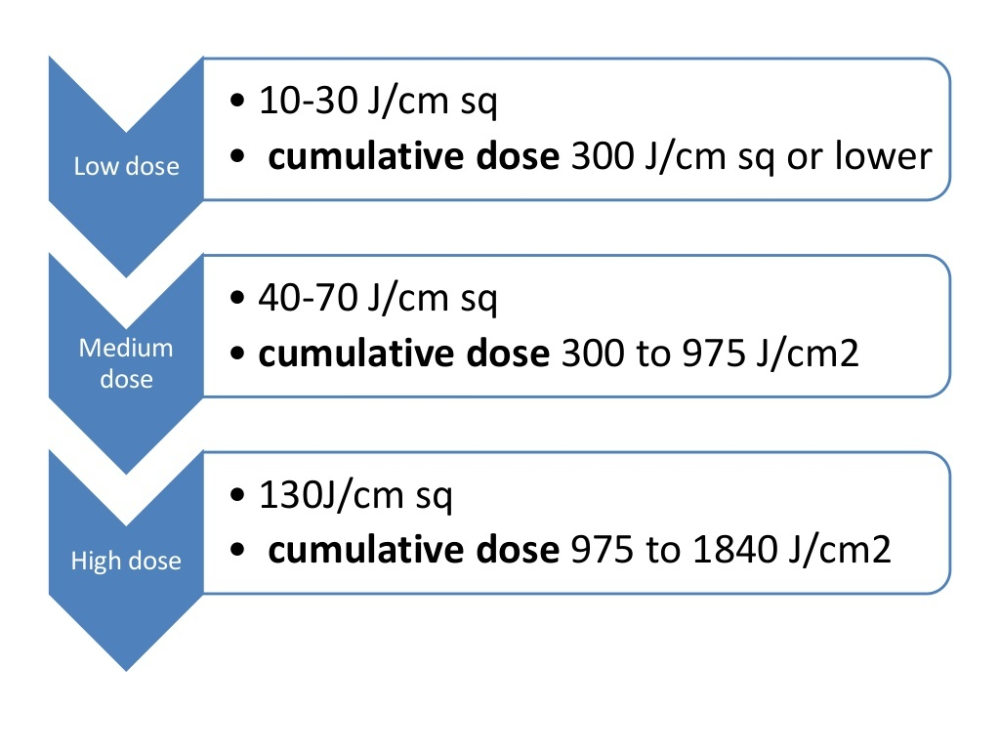 Low dose
• 10-30 J/cm sq
• cumulative dose 300 J/cm sq or lower
Medium
dose
• 40-70 J/cm sq
• cumulative dose 300 to 975 J/cm2
High dose
• 130J/cm sq
• cumulative dose 975 to 1840 J/cm2